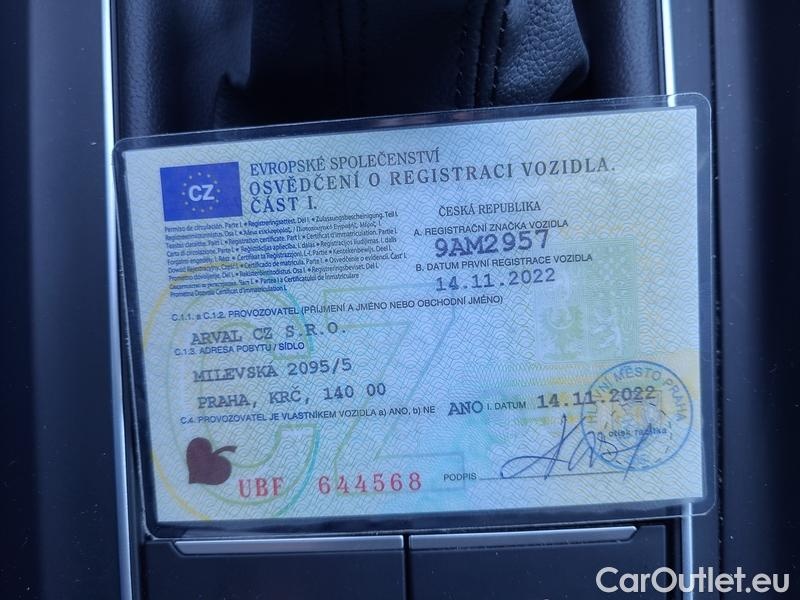 CZ
EVROPSKÉ SPOLEČENSTVÍ
OSVĚDČENÍ O REGISTRACI VOZIDLA.
ČÁST I.
ČESKÁ REPUBLIKA
A. REGISTRAČNÍ ZNAČKA VOZIDLA
9AM2957
B. DATUM PRVNÍ REGISTRACE VOZIDLA
14.11.2022
C.1.1. a C.1.2. PROVOZOVATEL (PŘÍJMENÍ A JMÉNO NEBO OBCHODNÍ JMÉNO)
ARVAL CZ S.R.O.
C.1.3. ADRESA POBYTU / SÍDLO
MILEVSKÁ 2095/5
PRAHA, KRČ, 140 00
C.4. PROVOZOVATEL JE VLASTNÍKEM VOZIDLA a) ANO, b) NE ANO I. DATUM 14.11.2022
HLAVNÍ MĚSTO PRAHA
otisk razítka
UBF 644568
PODPIS
CarOutlet.eu